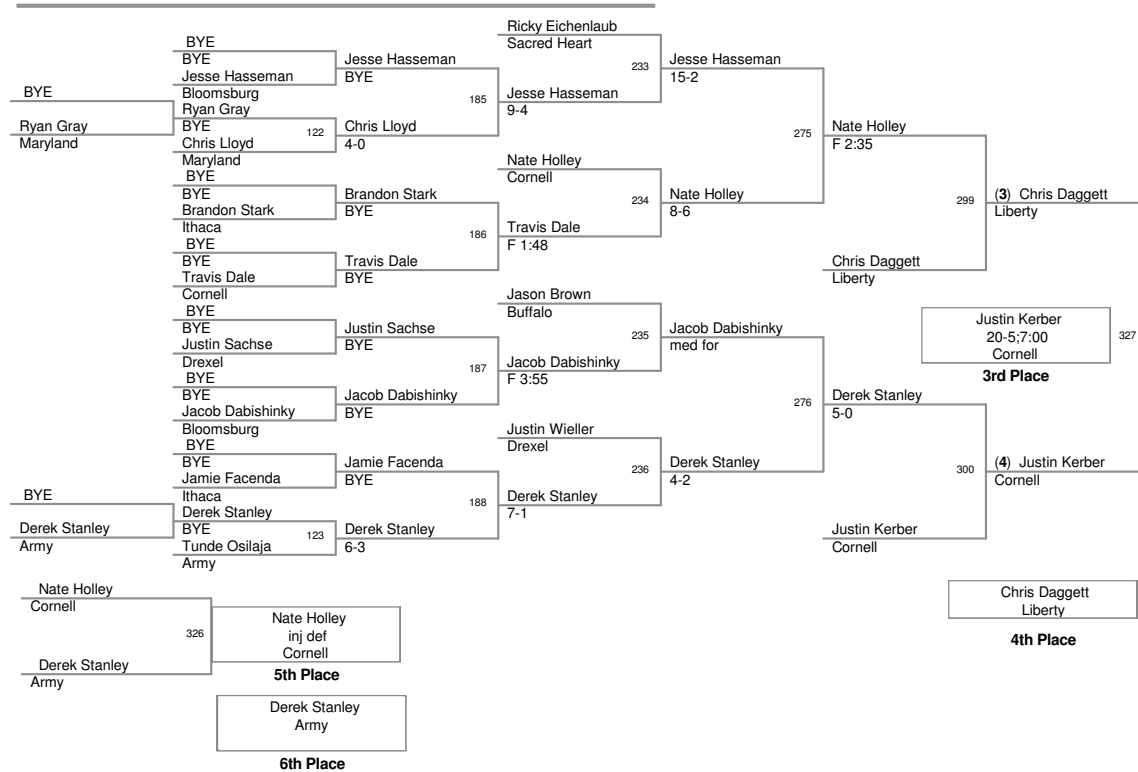 BYE
Ryan Gray
Maryland
BYE
Derek Stanley
Army
BYE
BYE
Jesse Hasseman
Bloomsburg
Ryan Gray
BYE
122
Chris Lloyd
Maryland
BYE
BYE
Brandon Stark
Ithaca
BYE
BYE
Travis Dale
Cornell
BYE
BYE
Justin Sachse
Drexel
BYE
BYE
Jacob Dabishinky
Bloomsburg
BYE
BYE
Jamie Facenda
Ithaca
Derek Stanley
BYE
123
Tunde Osilaja
Army
Jesse Hasseman
BYE
185
Chris Lloyd
4-0
Brandon Stark
BYE
186
Travis Dale
BYE
Justin Sachse
BYE
187
Jacob Dabishinky
BYE
Jamie Facenda
BYE
188
Derek Stanley
6-3
Ricky Eichenlaub
Sacred Heart
233
Jesse Hasseman
9-4
Nate Holley
Cornell
234
Travis Dale
F 1:48
Jason Brown
Buffalo
235
Jacob Dabishinky
F 3:55
Justin Wieller
Drexel
236
Derek Stanley
7-1
Jesse Hasseman
15-2
275
Nate Holley
8-6
Jacob Dabishinky
med for
276
Derek Stanley
4-2
Nate Holley
F 2:35
299
Chris Daggett
Liberty
Derek Stanley
5-0
300
Justin Kerber
Cornell
(3) Chris Daggett
Liberty
Justin Kerber
20-5;7:00
Cornell
327
3rd Place
(4) Justin Kerber
Cornell
Chris Daggett
Liberty
4th Place
Nate Holley
Cornell
326
Derek Stanley
Army
Nate Holley
inj def
Cornell
5th Place
Derek Stanley
Army
6th Place